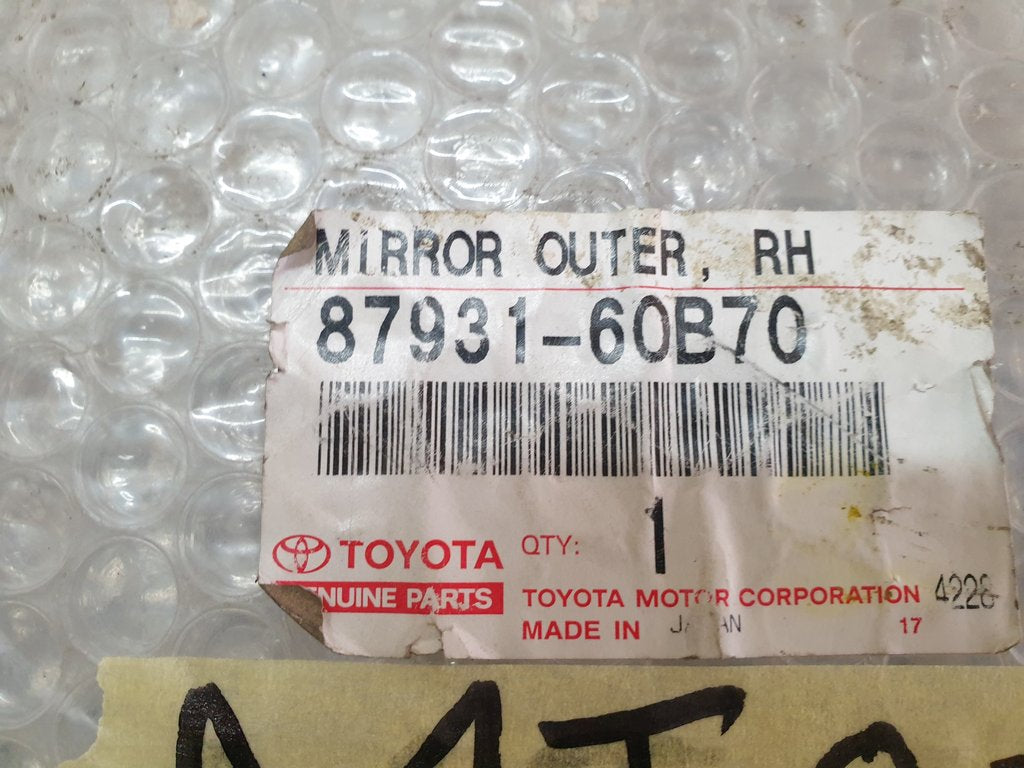 MIRROR OUTER, RH
87931-60B70
1
TOYOTA QTY:
GENUINE PARTS
TOYOTA MOTOR CORPORATION 4228
MADE IN JAPAN 17